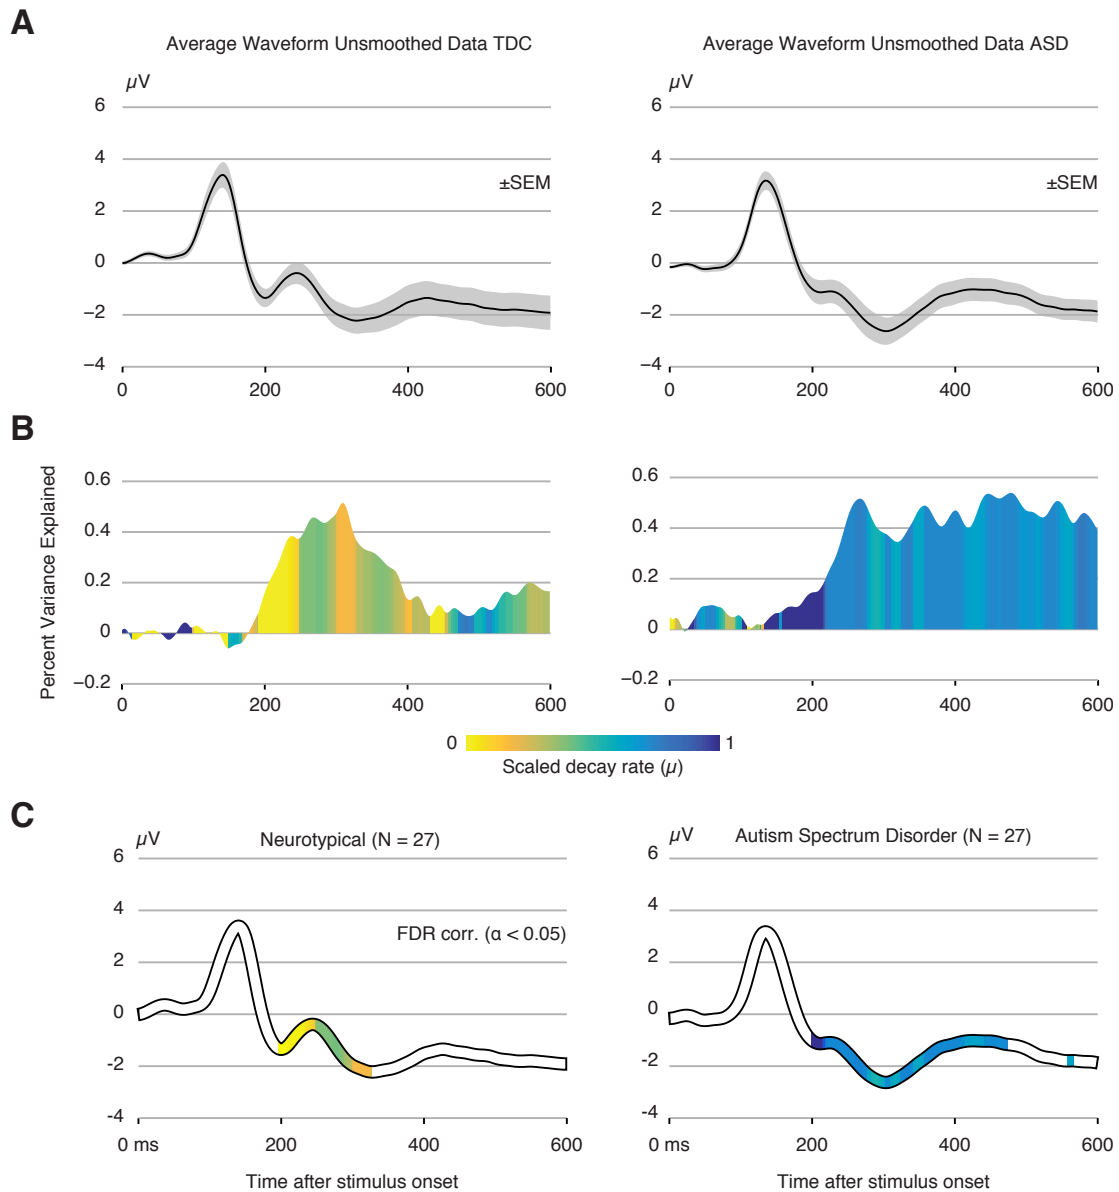 A
Average Waveform Unsmoothed Data TDC
Average Waveform Unsmoothed Data ASD
µV
µV
6
6
4
4
±SEM
±SEM
2
2
0
0
−2
−2
−4
−4
0
200
400
600
0
200
400
600
B
Percent Variance Explained
0.6
0.6
0.4
0.4
0.2
0.2
0
0
−0.2
−0.2
0
200
400
600
0
200
400
600
0
1
Scaled decay rate (µ)
C
µV
Neurotypical (N = 27)
µV
Autism Spectrum Disorder (N = 27)
6
6
4
4
FDR corr. (α < 0.05)
2
2
0
0
-2
-2
-4
-4
0 ms
200
400
600
0 ms
200
400
600
Time after stimulus onset
Time after stimulus onset